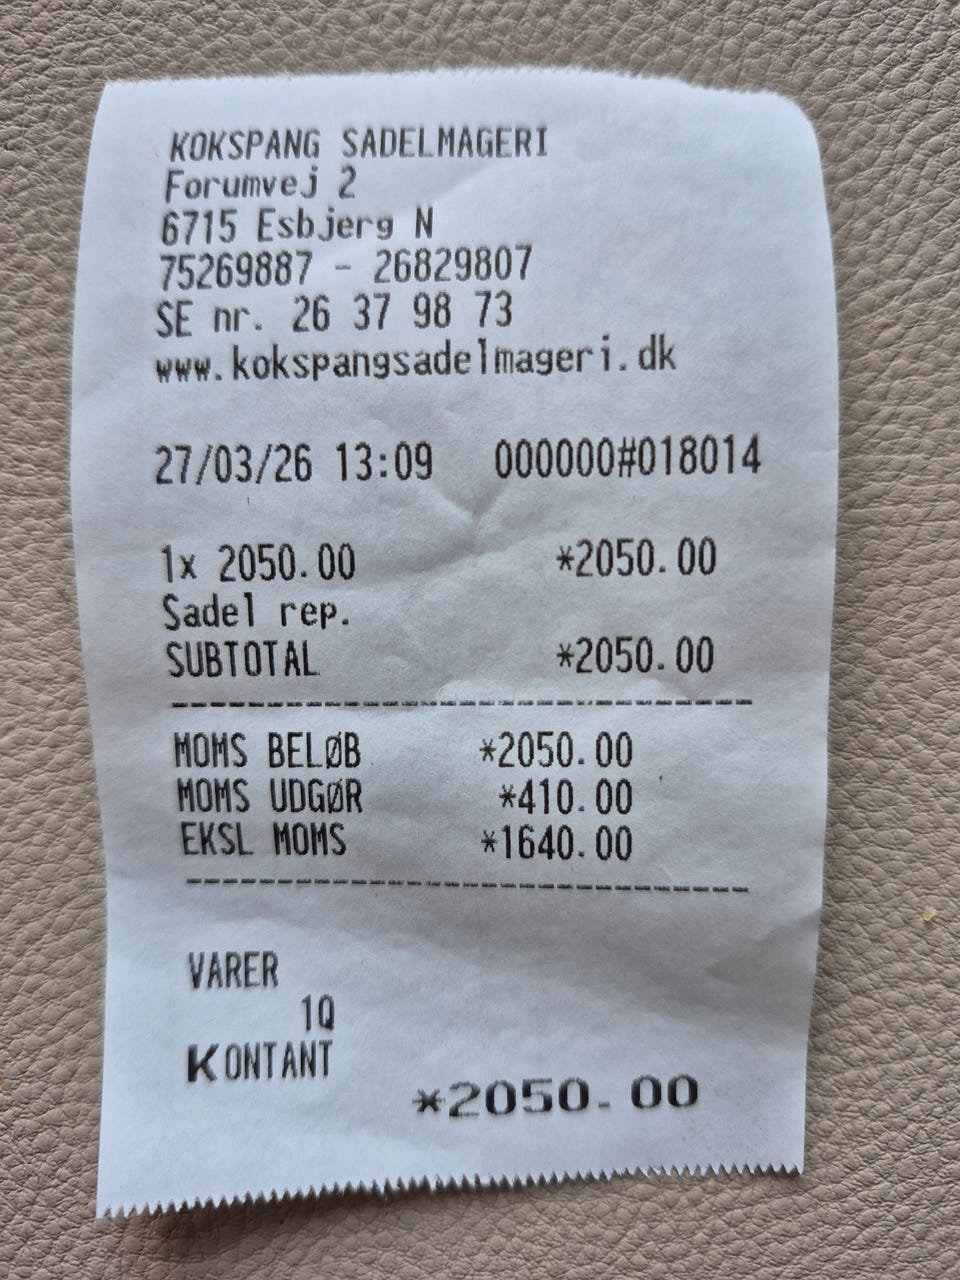 KOKSPANG SADELMAGERI
Forumvej 2
6715 Esbjerg N
75269887 - 26829807
SE nr. 26 37 98 73
www.kokspangsadelmageri.dk
27/03/26 13:09 000000#018014
1x 2050.00 *2050.00
Sadel rep.
SUBTOTAL *2050.00
MOMS BELØB *2050.00
MOMS UDGØR *410.00
EKSL MOMS *1640.00
VARER
1Q
KONTANT
*2050.00